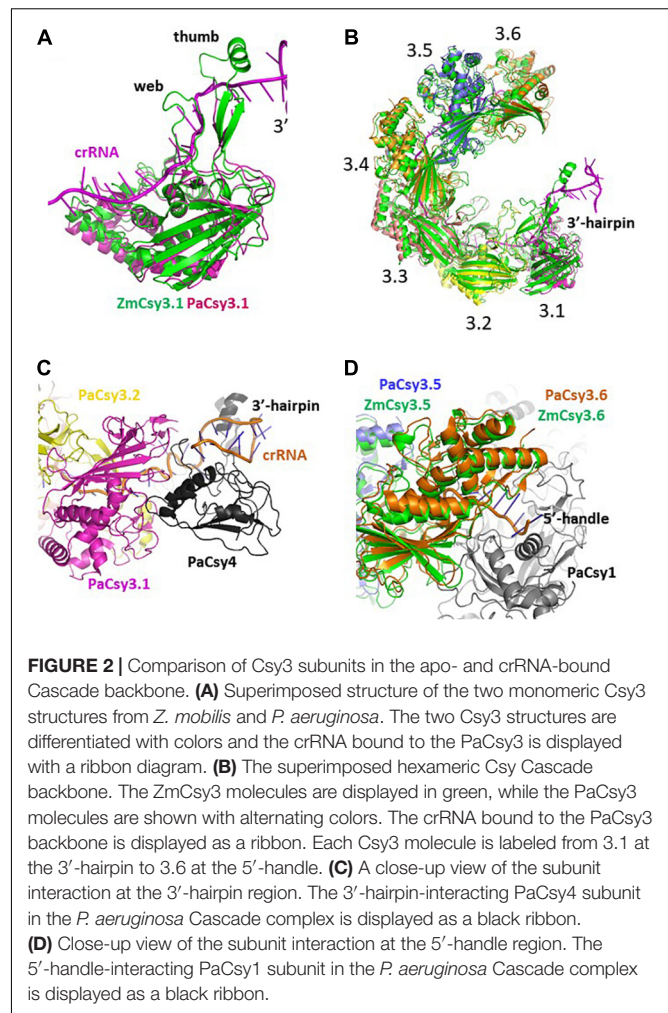 A
thumb
web
3’
crRNA
ZmCsy3.1 PaCsy3.1
B
3.6
3.5
3.4
3’-hairpin
3.3
3.2
3.1
C
PaCsy3.2
3’-hairpin
crRNA
PaCsy4
PaCsy3.1
D
PaCsy3.5
ZmCsy3.5
PaCsy3.6
ZmCsy3.6
5’-handle
PaCsy1
FIGURE 2 | Comparison of Csy3 subunits in the apo- and crRNA-bound
Cascade backbone. (A) Superimposed structure of the two monomeric Csy3
structures from Z. mobilis and P. aeruginosa. The two Csy3 structures are
differentiated with colors and the crRNA bound to the PaCsy3 is displayed
with a ribbon diagram. (B) The superimposed hexameric Csy Cascade
backbone. The ZmCsy3 molecules are displayed in green, while the PaCsy3
molecules are shown with alternating colors. The crRNA bound to the PaCsy3
backbone is displayed as a ribbon. Each Csy3 molecule is labeled from 3.1 at
the 3′-hairpin to 3.6 at the 5′-handle. (C) A close-up view of the subunit
interaction at the 3′-hairpin region. The 3′-hairpin-interacting PaCsy4 subunit
in the P. aeruginosa Cascade complex is displayed as a black ribbon.
(D) Close-up view of the subunit interaction at the 5′-handle region. The
5′-handle-interacting PaCsy1 subunit in the P. aeruginosa Cascade complex
is displayed as a black ribbon.